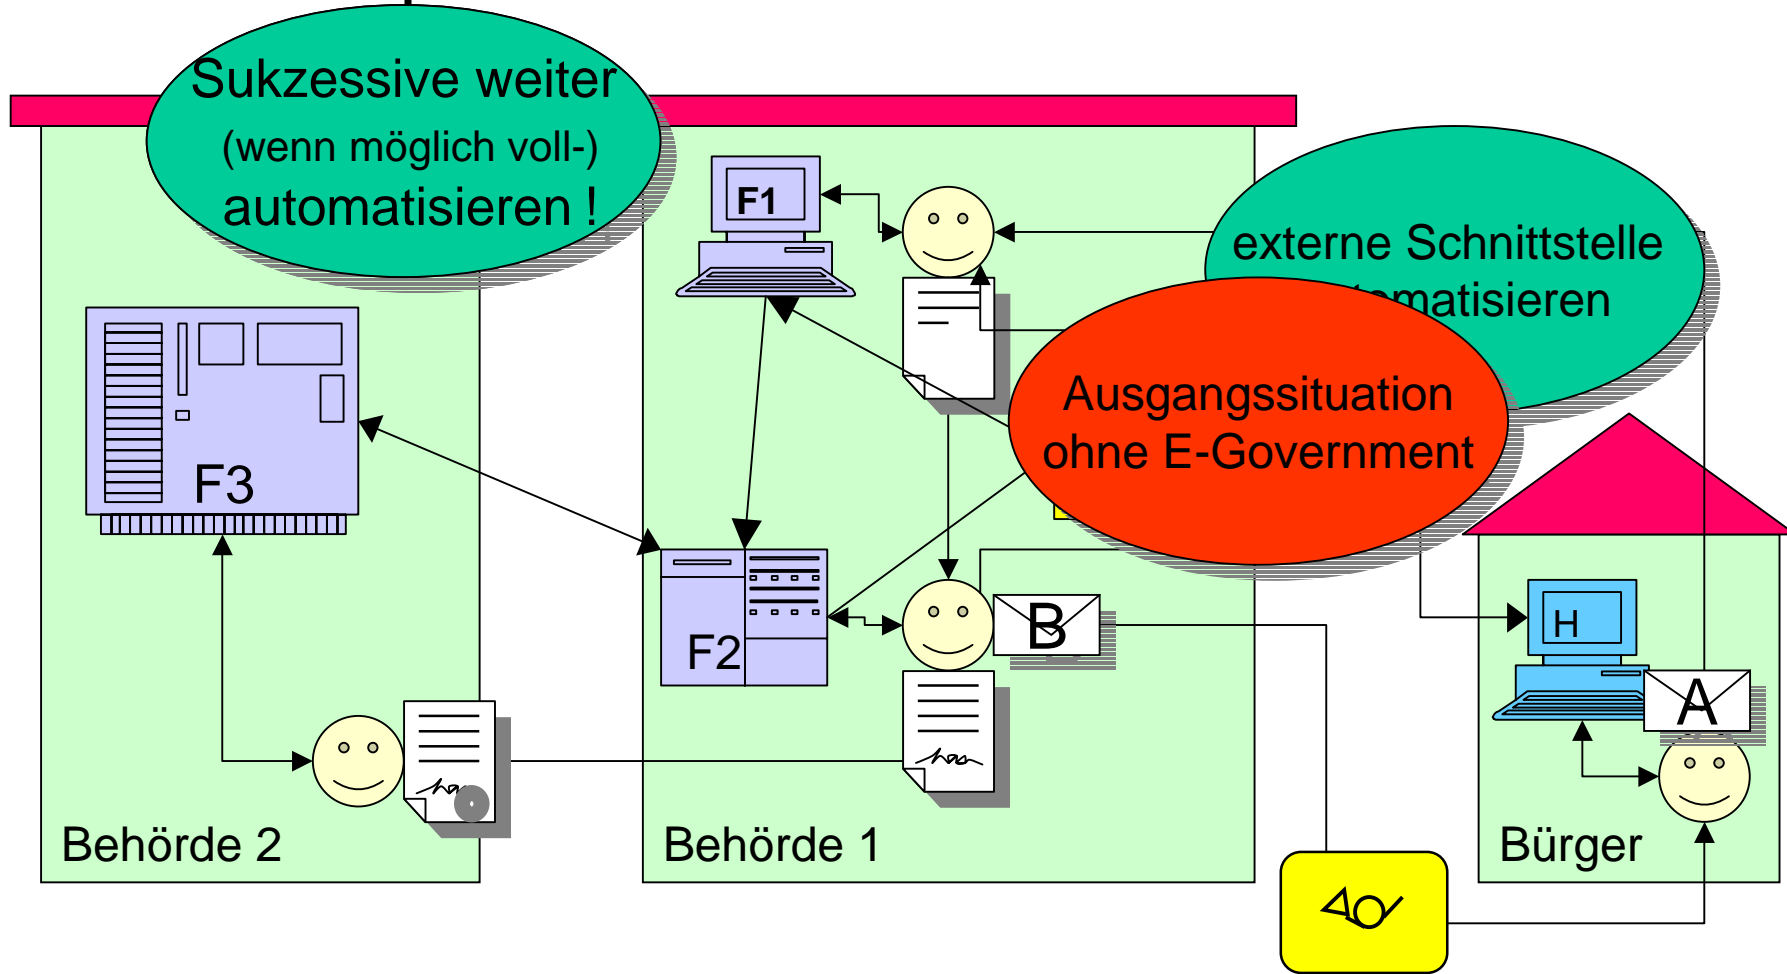 Sukzessive weiter
(wenn möglich voll-)
automatisieren !
F1
externe Schnittstelle
matisieren
Ausgangssituation
ohne E-Government
F3
F2
B
H
A
Behörde 2
Behörde 1
Bürger